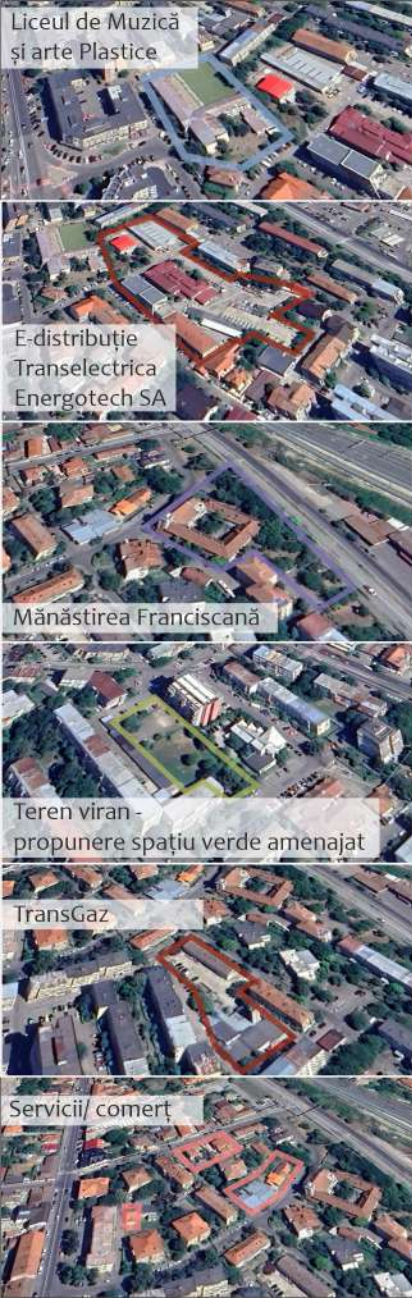 Liceul de Muzică
și arte Plastice
E-distribuție
Transelectrica
Energotech SA
Mănăstirea Franciscană
Teren viran -
propunere spațiu verde amenajat
TransGaz
Servicii/ comerț